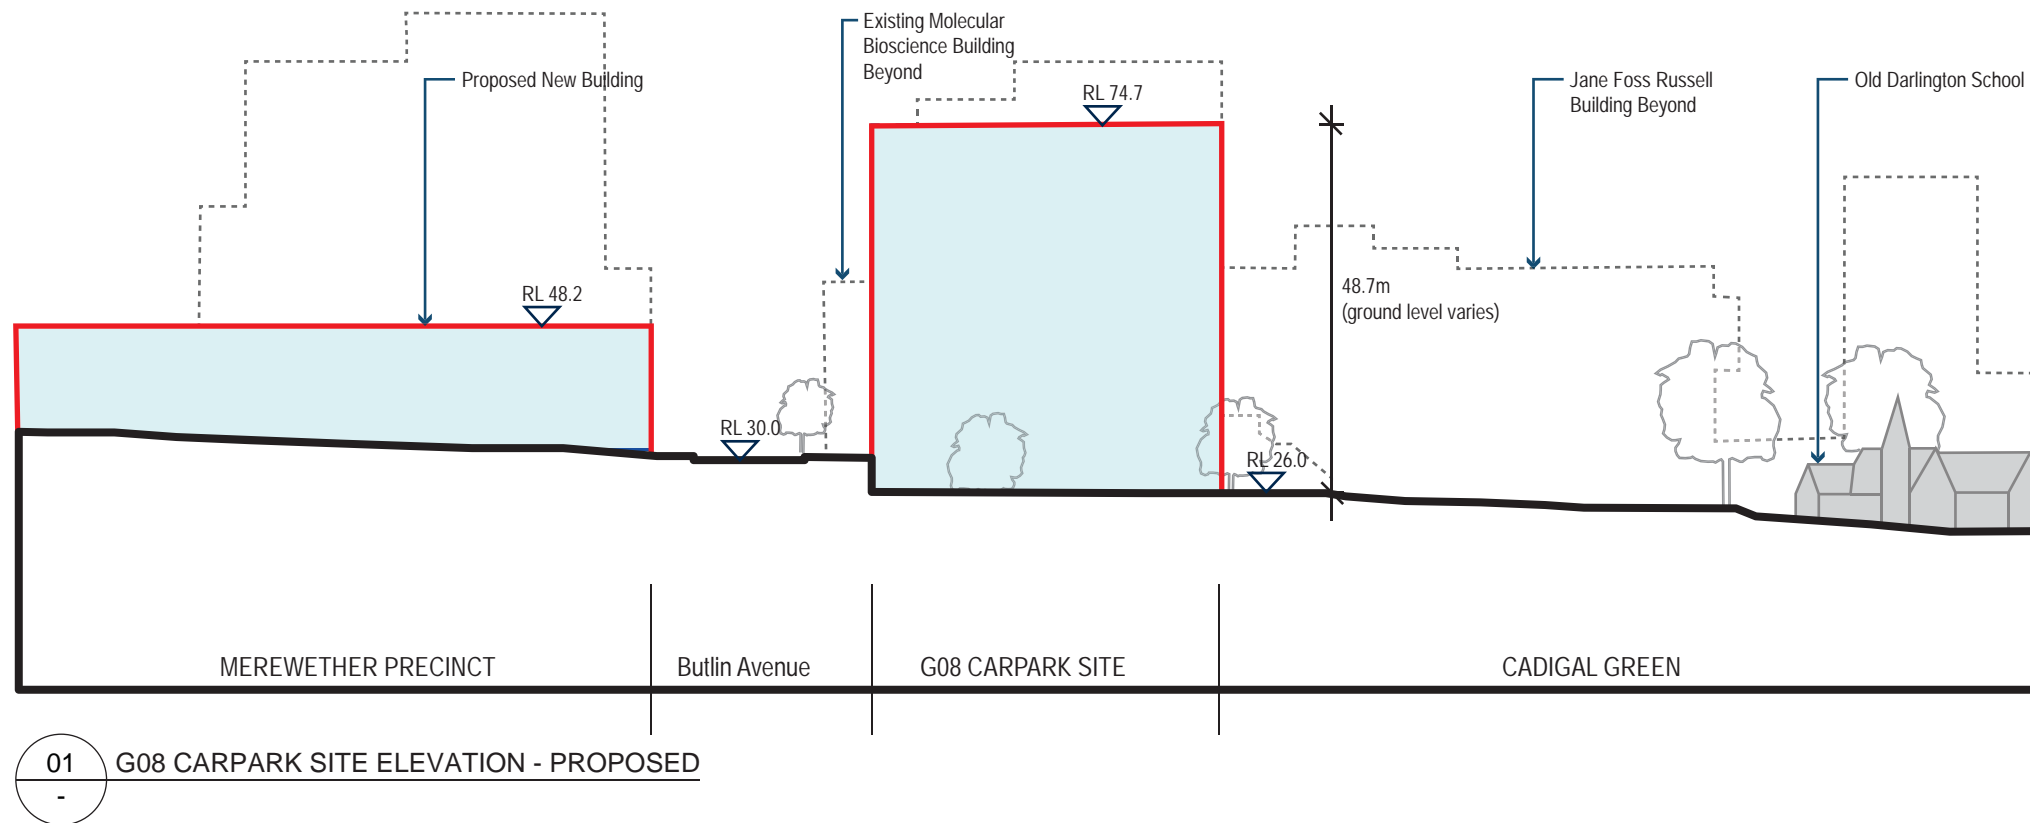 Existing Molecular
Bioscience Building
Beyond
Proposed New Building
RL 74.7
Jane Foss Russell
Building Beyond
Old Darlington School
RL 48.2
48.7m
(ground level varies)
RL 30.0
RL 26.0
MEREWETHER PRECINCT
Butlin Avenue
G08 CARPARK SITE
CADIGAL GREEN
01
G08 CARPARK SITE ELEVATION - PROPOSED
-